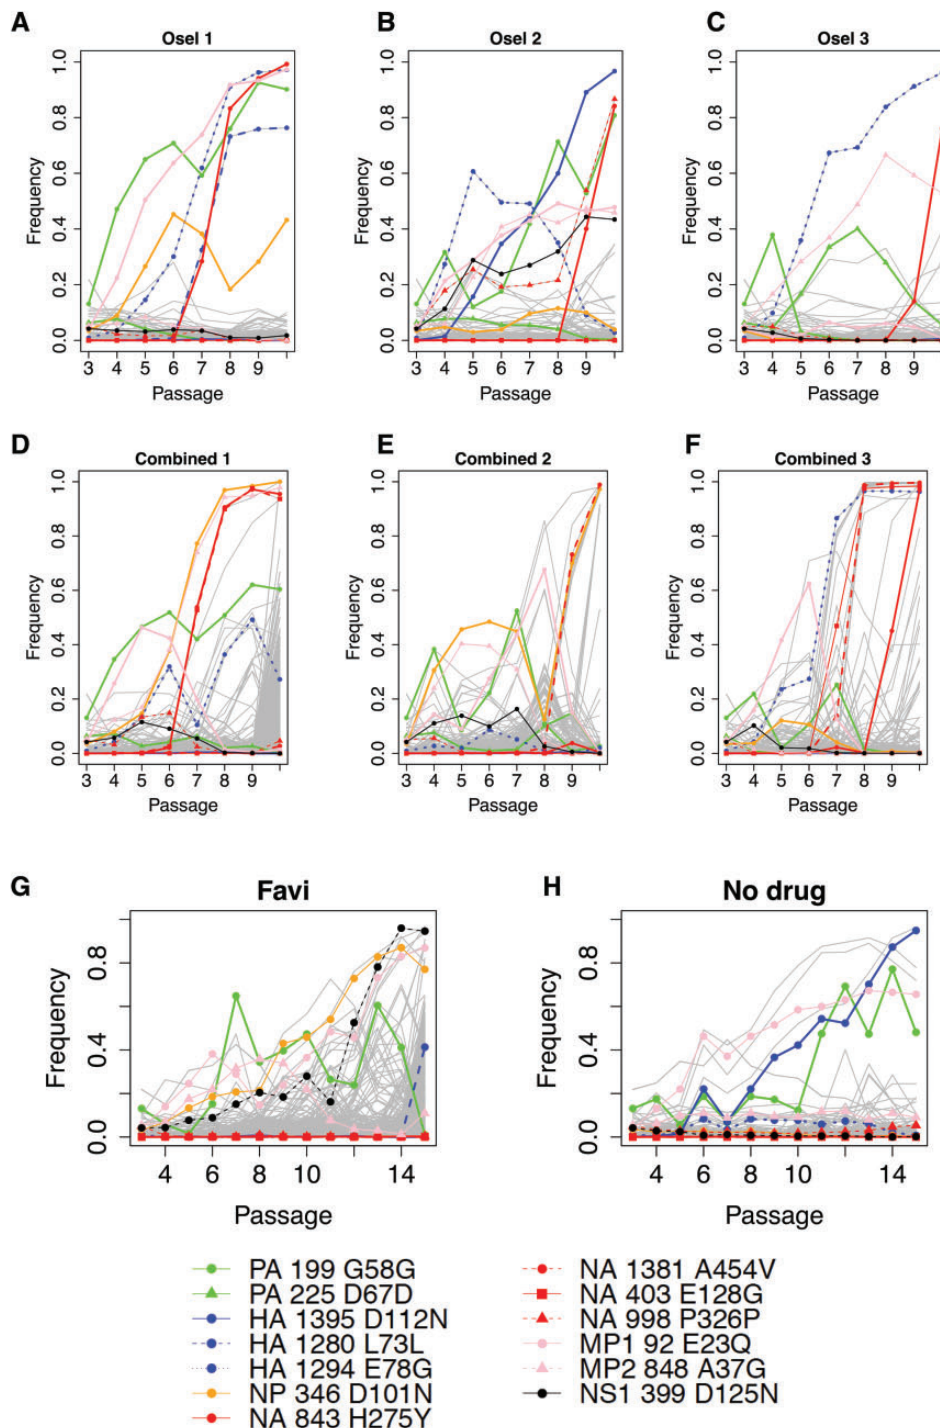 A
B
C
Osel 1
Osel 2
Osel 3
Frequency
0.0 0.2 0.4 0.6 0.8 1.0
3 4 5 6 7 8 9
Passage
Frequency
0.0 0.2 0.4 0.6 0.8 1.0
3 4 5 6 7 8 9
Passage
Frequency
0.0 0.2 0.4 0.6 0.8 1.0
3 4 5 6 7 8 9
Passage
D
E
F
Combined 1
Combined 2
Combined 3
Frequency
0.0 0.2 0.4 0.6 0.8 1.0
3 4 5 6 7 8 9
Passage
Frequency
0.0 0.2 0.4 0.6 0.8 1.0
3 4 5 6 7 8 9
Passage
Frequency
0.0 0.2 0.4 0.6 0.8 1.0
3 4 5 6 7 8 9
Passage
G
H
Favi
No drug
Frequency
0.0 0.4 0.8
4 6 8 10 14
Passage
Frequency
0.0 0.4 0.8
4 6 8 10 14
Passage
PA 199 G58G
PA 225 D67D
HA 1395 D112N
HA 1280 L73L
HA 1294 E78G
NP 346 D101N
NA 843 H275Y
NA 1381 A454V
NA 403 E128G
NA 998 P326P
MP1 92 E23Q
MP2 848 A37G
NS1 399 D125N